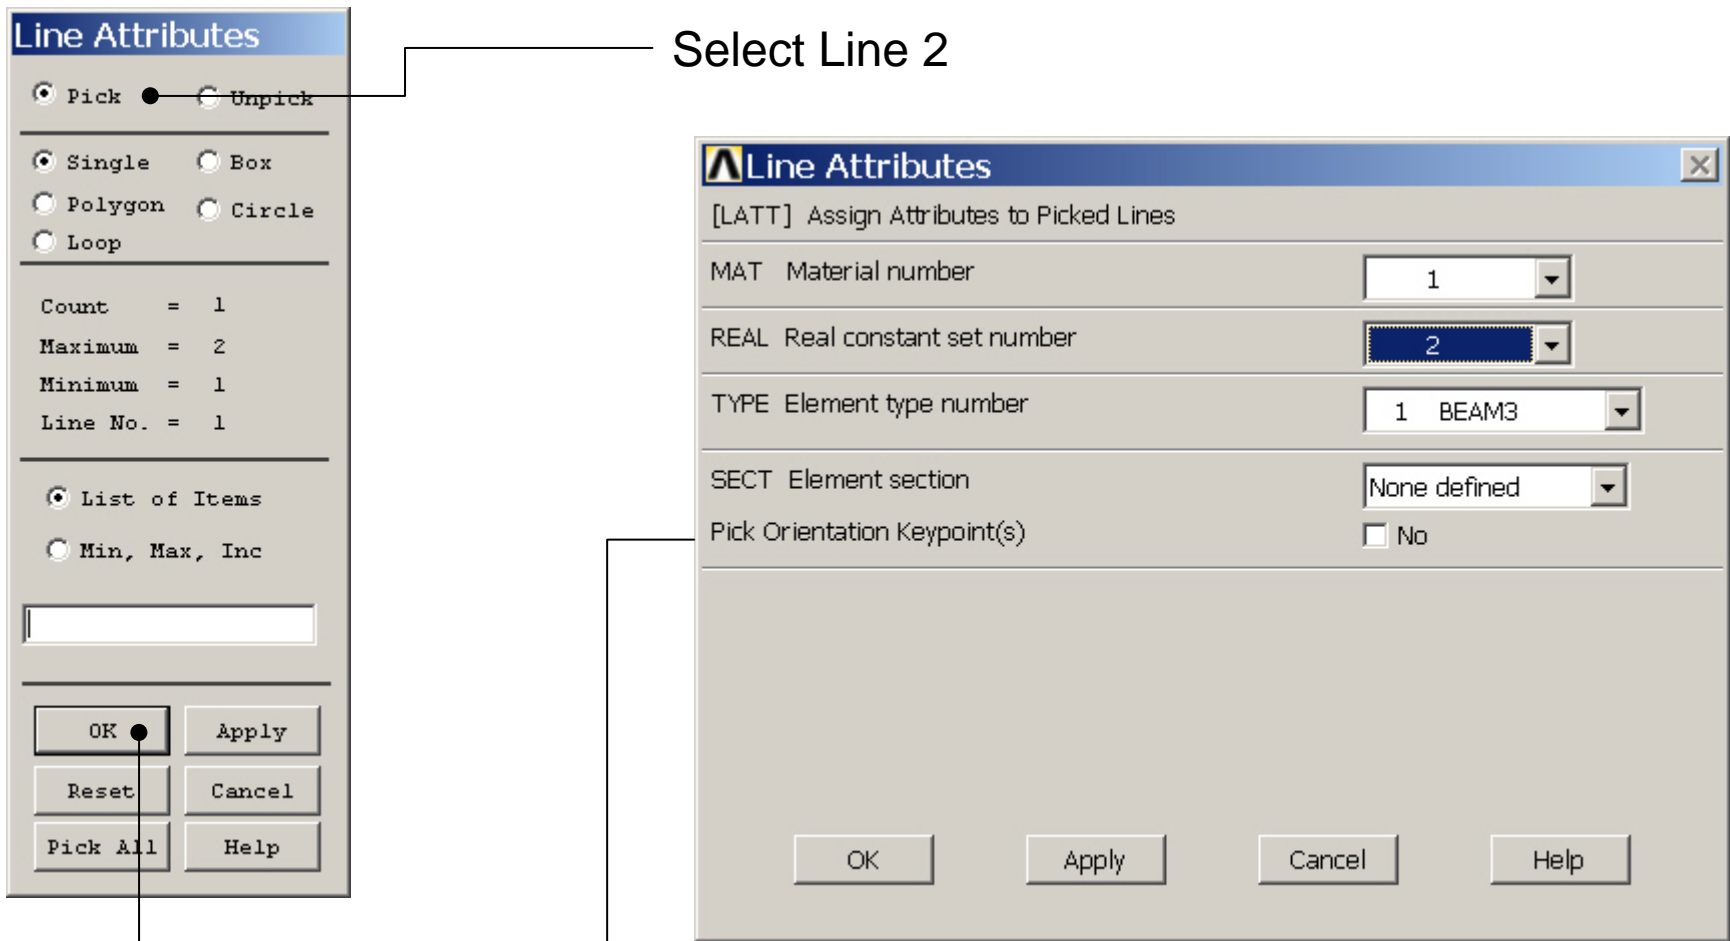 Line Attributes
Pick Unpick
Single Box
Polygon Circle
Loop
Count = 1
Maximum = 2
Minimum = 1
Line No. = 1
List of Items
Min, Max, Inc
OK Apply
Reset Cancel
Pick All Help
Select Line 2
Line Attributes
[LATT] Assign Attributes to Picked Lines
MAT Material number 1
REAL Real constant set number 2
TYPE Element type number 1 BEAM3
SECT Element section None defined
Pick Orientation Keypoint(s) No
OK Apply Cancel Help